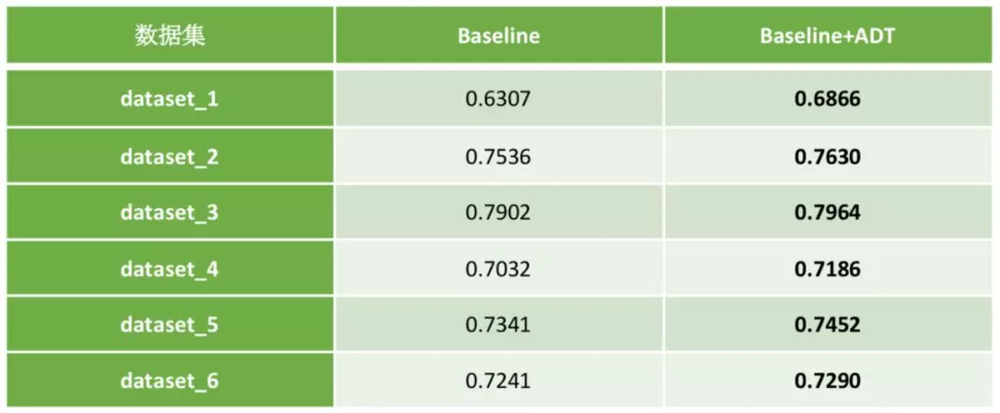 数据集 Baseline Baseline+ADT
dataset_1 0.6307 0.6866
dataset_2 0.7536 0.7630
dataset_3 0.7902 0.7964
dataset_4 0.7032 0.7186
dataset_5 0.7341 0.7452
dataset_6 0.7241 0.7290